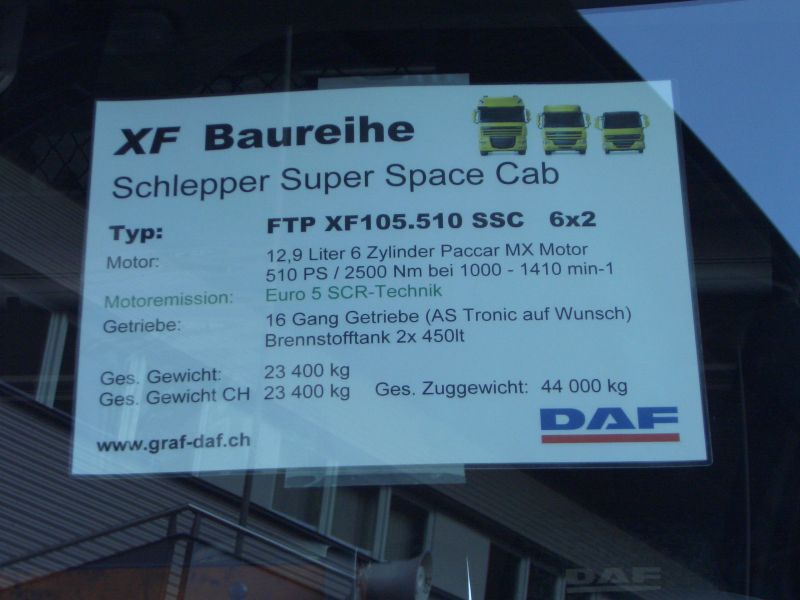 XF Baureihe
Schlepper Super Space Cab
Typ: FTP XF105.510 SSC 6x2
Motor: 12,9 Liter 6 Zylinder Paccar MX Motor
510 PS / 2500 Nm bei 1000 - 1410 min-1
Motoremission: Euro 5 SCR-Technik
Getriebe: 16 Gang Getriebe (AS Tronic auf Wunsch)
Brennstofftank 2x 450lt
Ges. Gewicht: 23 400 kg
Ges. Gewicht CH 23 400 kg Ges. Zuggewicht: 44 000 kg
DAF
www.graf-daf.ch
DAF